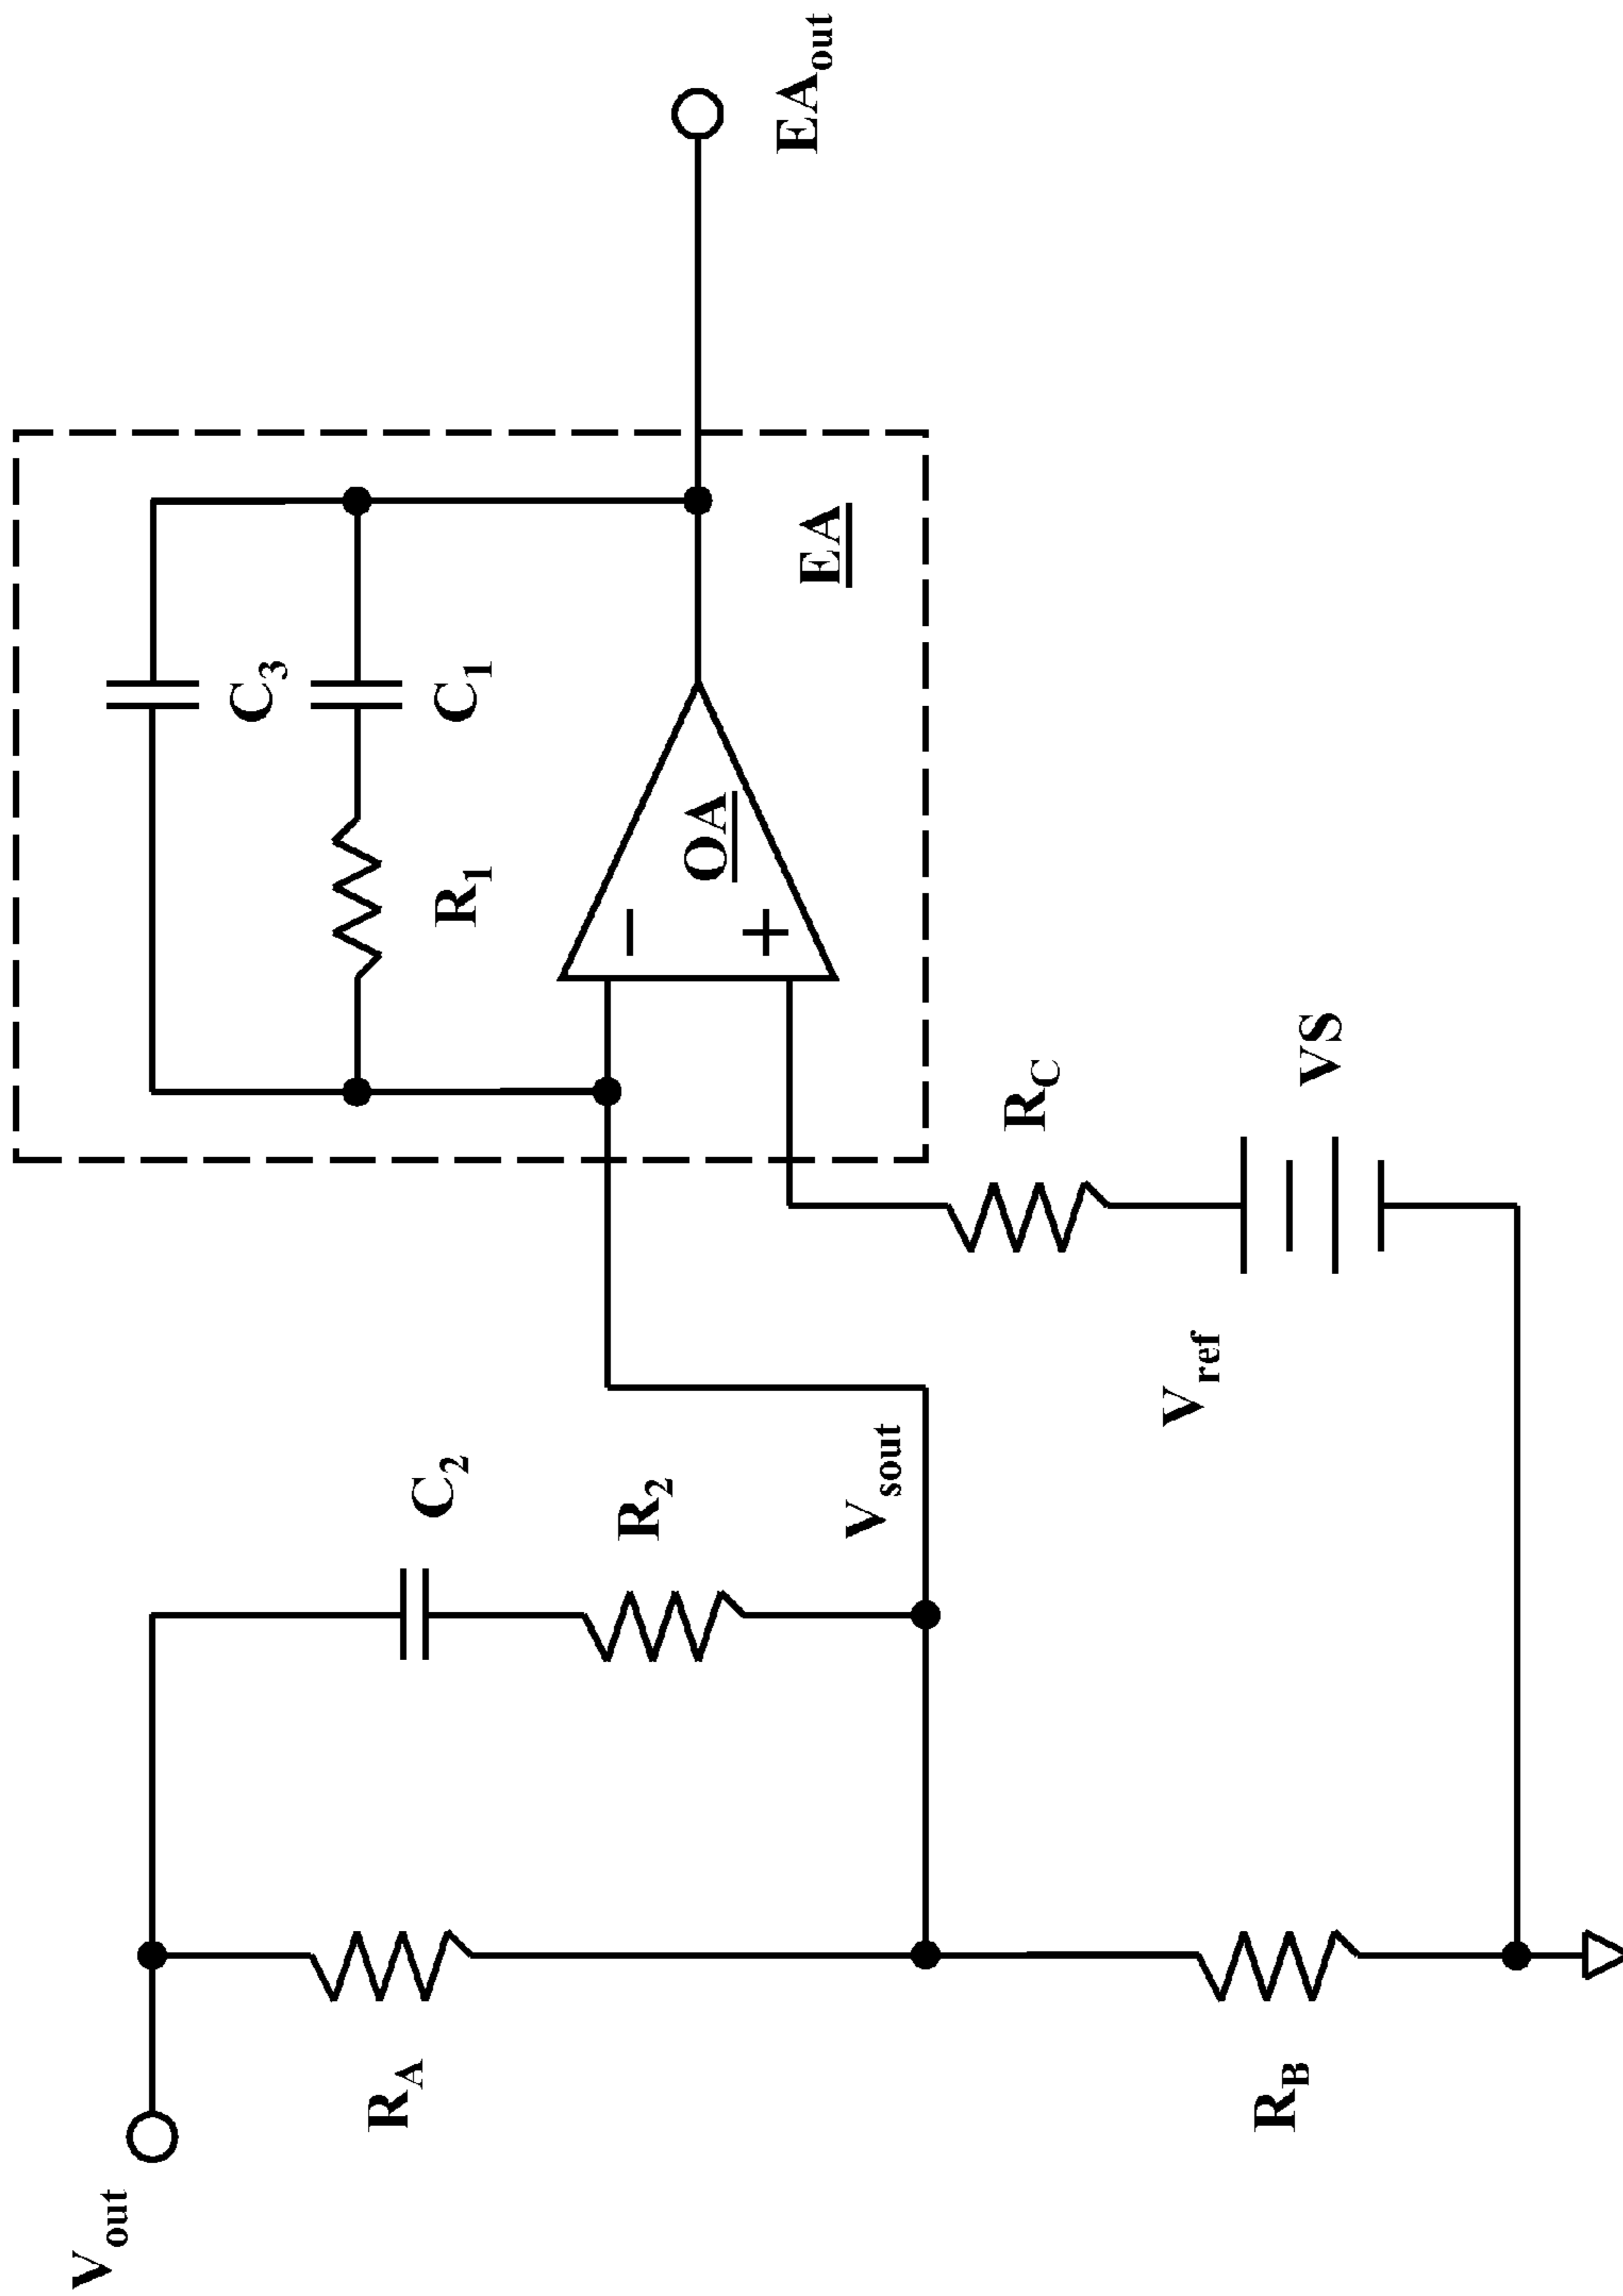 V_out
C_3
R_A
C_2
R_1
C_1
R_2
−
OA
+
EA_out
EA
V_sout
R_C
V_ref
R_B
VS